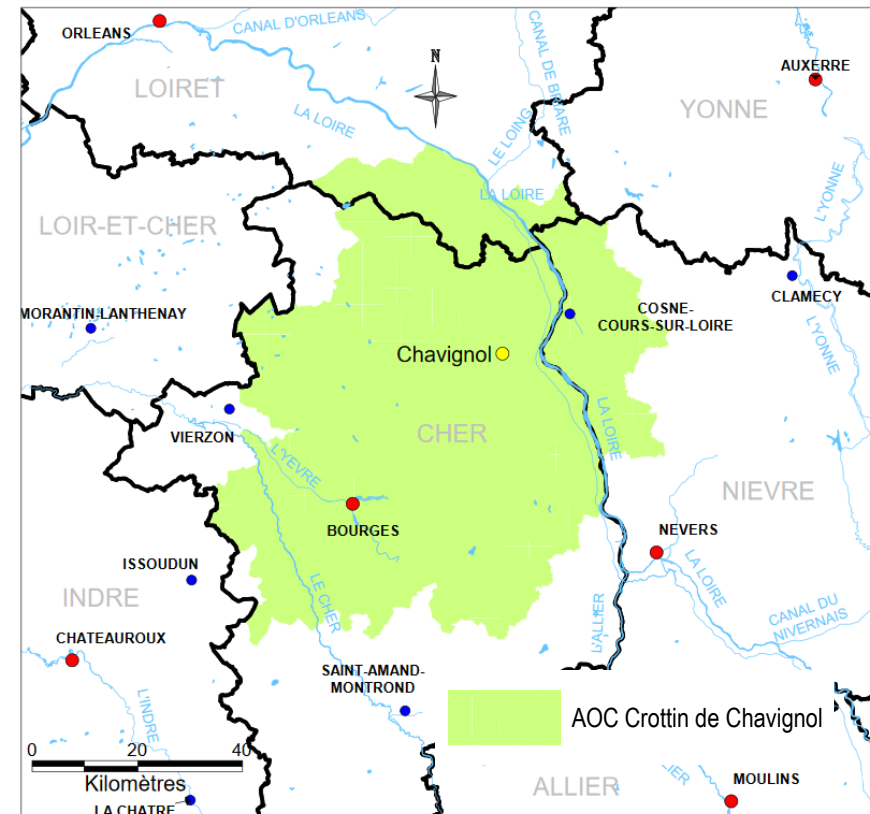 ORLEANS
CANAL D'ORLEANS
LOIRET
LA LOIRE
N
CANAL DE BRIARE
LE LOING
AUXERRE
YONNE
L'YONNE
LA LOIRE
LOIR-ET-CHER
MORANTIN-LANTHENAY
CLAMECY
L'YONNE
COSNE-
COURS-SUR-LOIRE
Chavignol
CHER
LA LOIRE
VIERZON
L'YEVRE
BOURGES
NIEVRE
NEVERS
LA LOIRE
CANAL DU
NIVERNAIS
ISSOUDUN
INDRE
LE CHER
L'ALLIER
CHATEAUROUX
SAINT-AMAND-
MONTROND
L'INDRE
AOC Crottin de Chavignol
0 20 40
Kilomètres
LA CHATRE
ALLIER
LIER
MOULINS